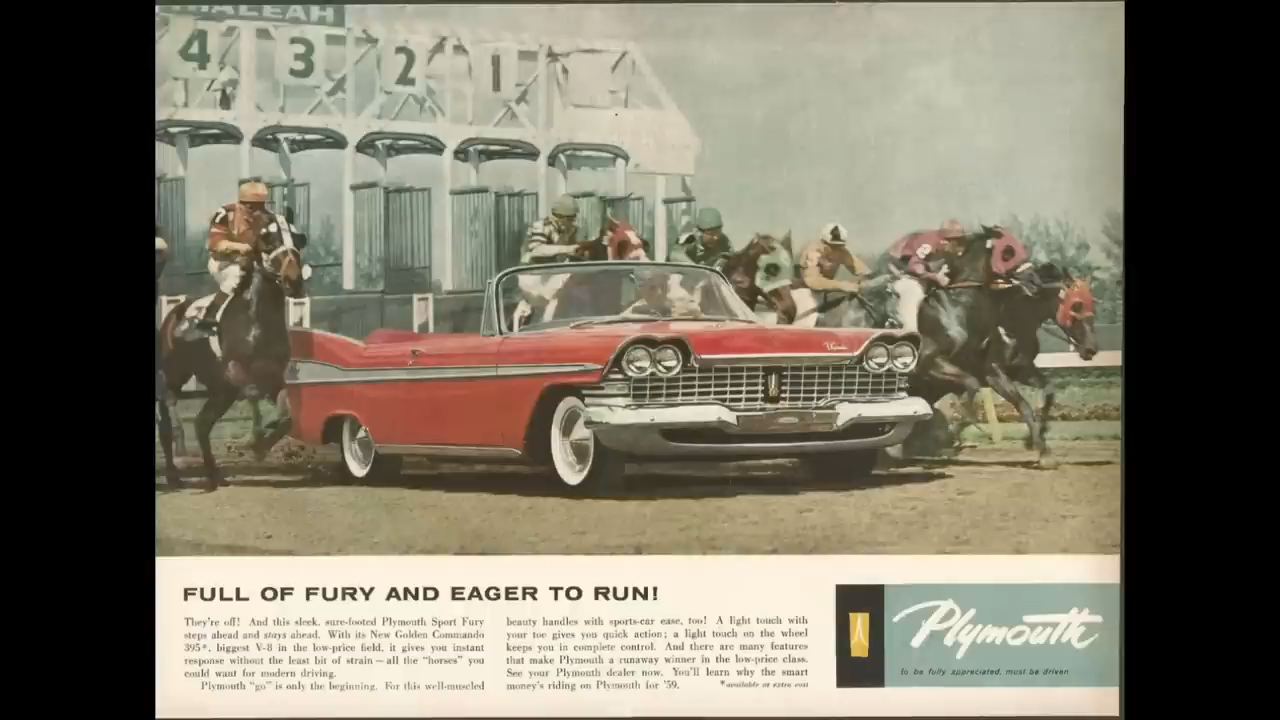 HIALEAH
4 3 2 1
7
8
FULL OF FURY AND EAGER TO RUN!
They're off! And this sleek, sure-footed Plymouth Sport Fury
steps ahead and stays ahead. With its New Golden Commando
395*, biggest V-8 in the low-price field, it gives you instant
response without the least bit of strain — all the "horses" you
could want for modern driving.
Plymouth "go" is only the beginning. For this well-muscled
beauty handles with sports-car ease, too! A light touch with
your toe gives you quick action; a light touch on the wheel
keeps you in complete control. And there are many features
that make Plymouth a runaway winner in the low-price class.
See your Plymouth dealer now. You'll learn why the smart
money's riding on Plymouth for '59.
*available at extra cost
Plymouth
to be fully appreciated, must be driven